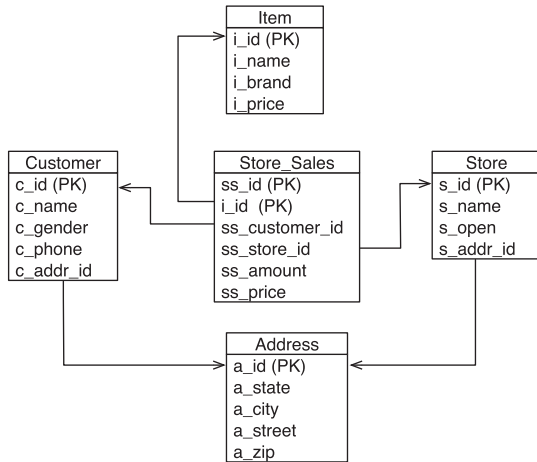 Item
i_id (PK)
i_name
i_brand
i_price
Customer
c_id (PK)
c_name
c_gender
c_phone
c_addr_id
Store_Sales
ss_id (PK)
i_id (PK)
ss_customer_id
ss_store_id
ss_amount
ss_price
Store
s_id (PK)
s_name
s_open
s_addr_id
Address
a_id (PK)
a_state
a_city
a_street
a_zip